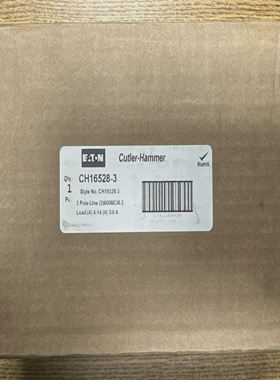 EATON Cutler-Hammer
RoHS
Qty. CH16528-3
1 Style No. CH16528-3
Pc. 3 Pole-Line (2)600MCM-2
Load (4) 4-14 (4) 3/0-6